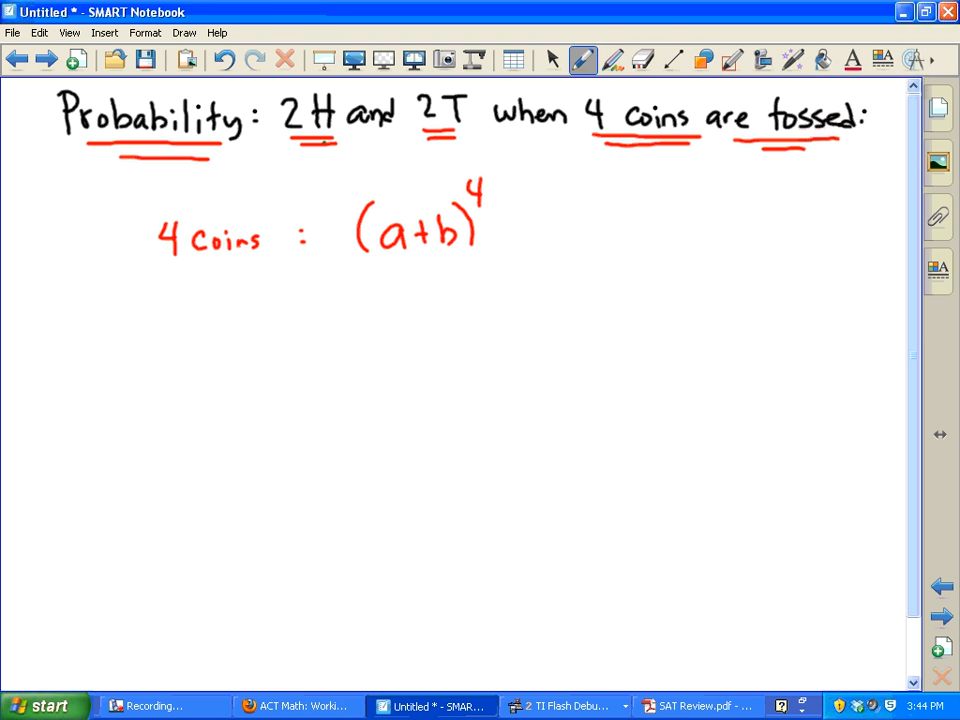 Untitled * - SMART Notebook
File Edit View Insert Format Draw Help
Probability: 2H and 2T when 4 coins are tossed:
4 coins : (a+b)^4
start Recording... ACT Math: Worki... Untitled * - SMAR... 2 TI Flash Debu... SAT Review.pdf - ... 3:44 PM